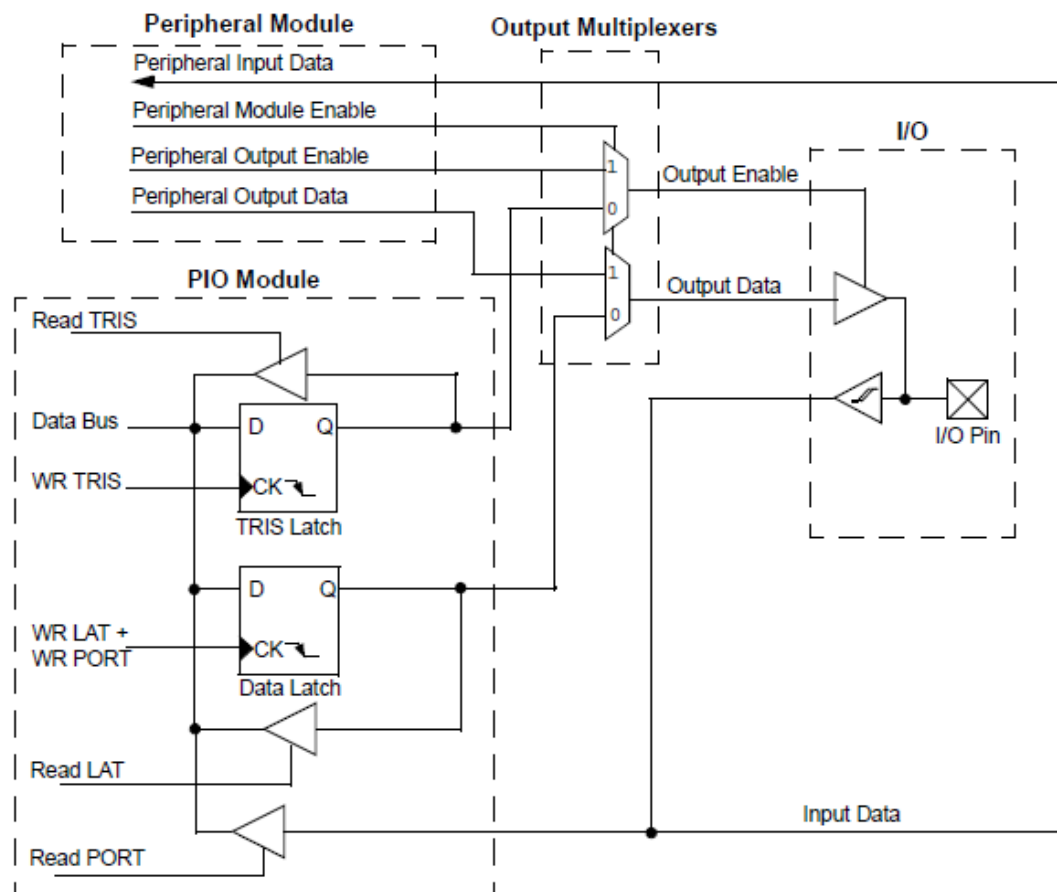 Peripheral Module
Output Multiplexers
Peripheral Input Data
Peripheral Module Enable
I/O
Peripheral Output Enable
1
Output Enable
Peripheral Output Data
0
PIO Module
1
Output Data
Read TRIS
0
Data Bus
D
Q
I/O Pin
WR TRIS
CK
TRIS Latch
D
Q
WR LAT +
WR PORT
CK
Data Latch
Read LAT
Input Data
Read PORT